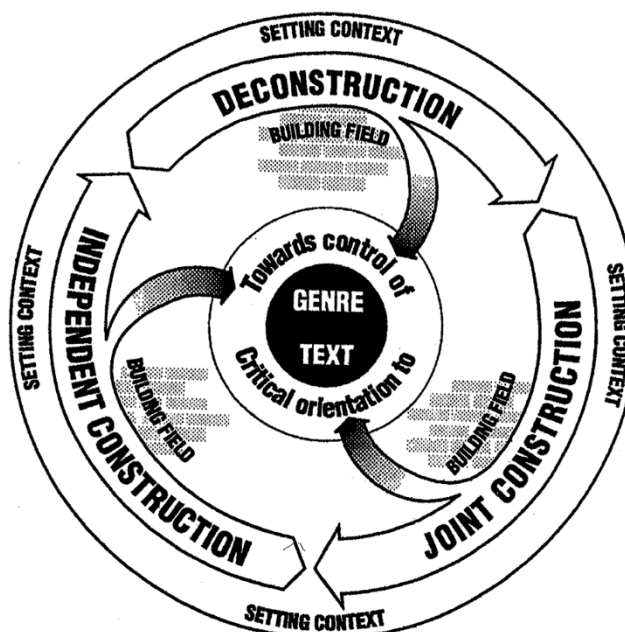 SETTING CONTEXT
DECONSTRUCTION
BUILDING FIELD
SETTING CONTEXT
INDEPENDENT CONSTRUCTION
BUILDING FIELD
Towards control of
GENRE
TEXT
Critical orientation to
SETTING CONTEXT
JOINT CONSTRUCTION
BUILDING FIELD
SETTING CONTEXT